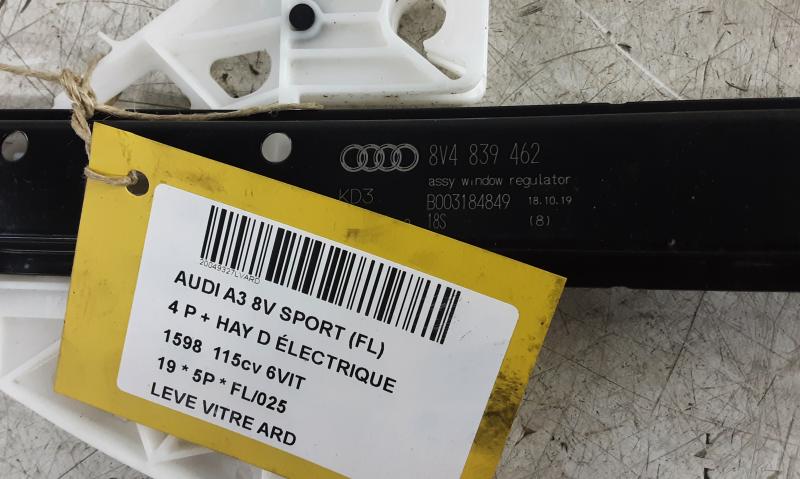 8V4 839 462
assy window regulator
KD3
B003184849 18.10.19
18S (8)
20049327LVARD
AUDI A3 8V SPORT (FL)
4 P + HAY D ÉLECTRIQUE
1598 115cv 6VIT
19 * 5P * FL/025
LEVE VITRE ARD